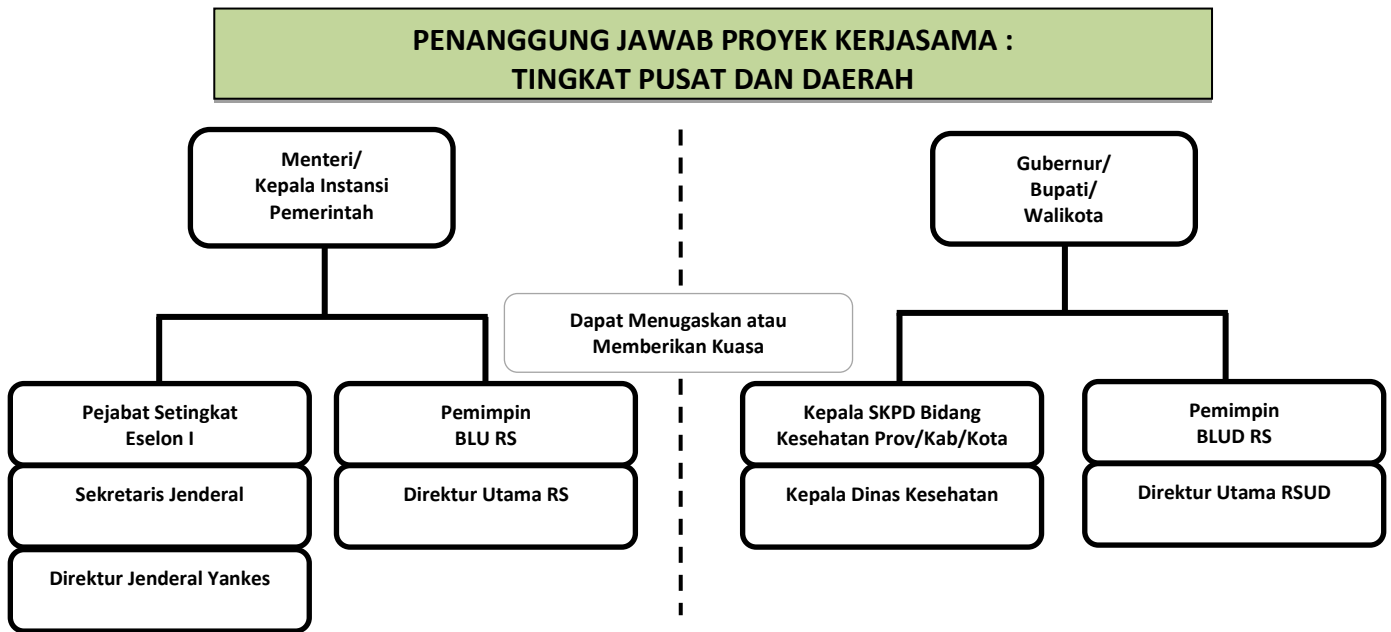 PENANGGUNG JAWAB PROYEK KERJASAMA :
TINGKAT PUSAT DAN DAERAH
Menteri/
Kepala Instansi
Pemerintah
Gubernur/
Bupati/
Walikota
Dapat Menugaskan atau
Memberikan Kuasa
Pejabat Setingkat
Eselon I
Sekretaris Jenderal
Direktur Jenderal Yankes
Pemimpin
BLU RS
Direktur Utama RS
Kepala SKPD Bidang
Kesehatan Prov/Kab/Kota
Kepala Dinas Kesehatan
Pemimpin
BLUD RS
Direktur Utama RSUD